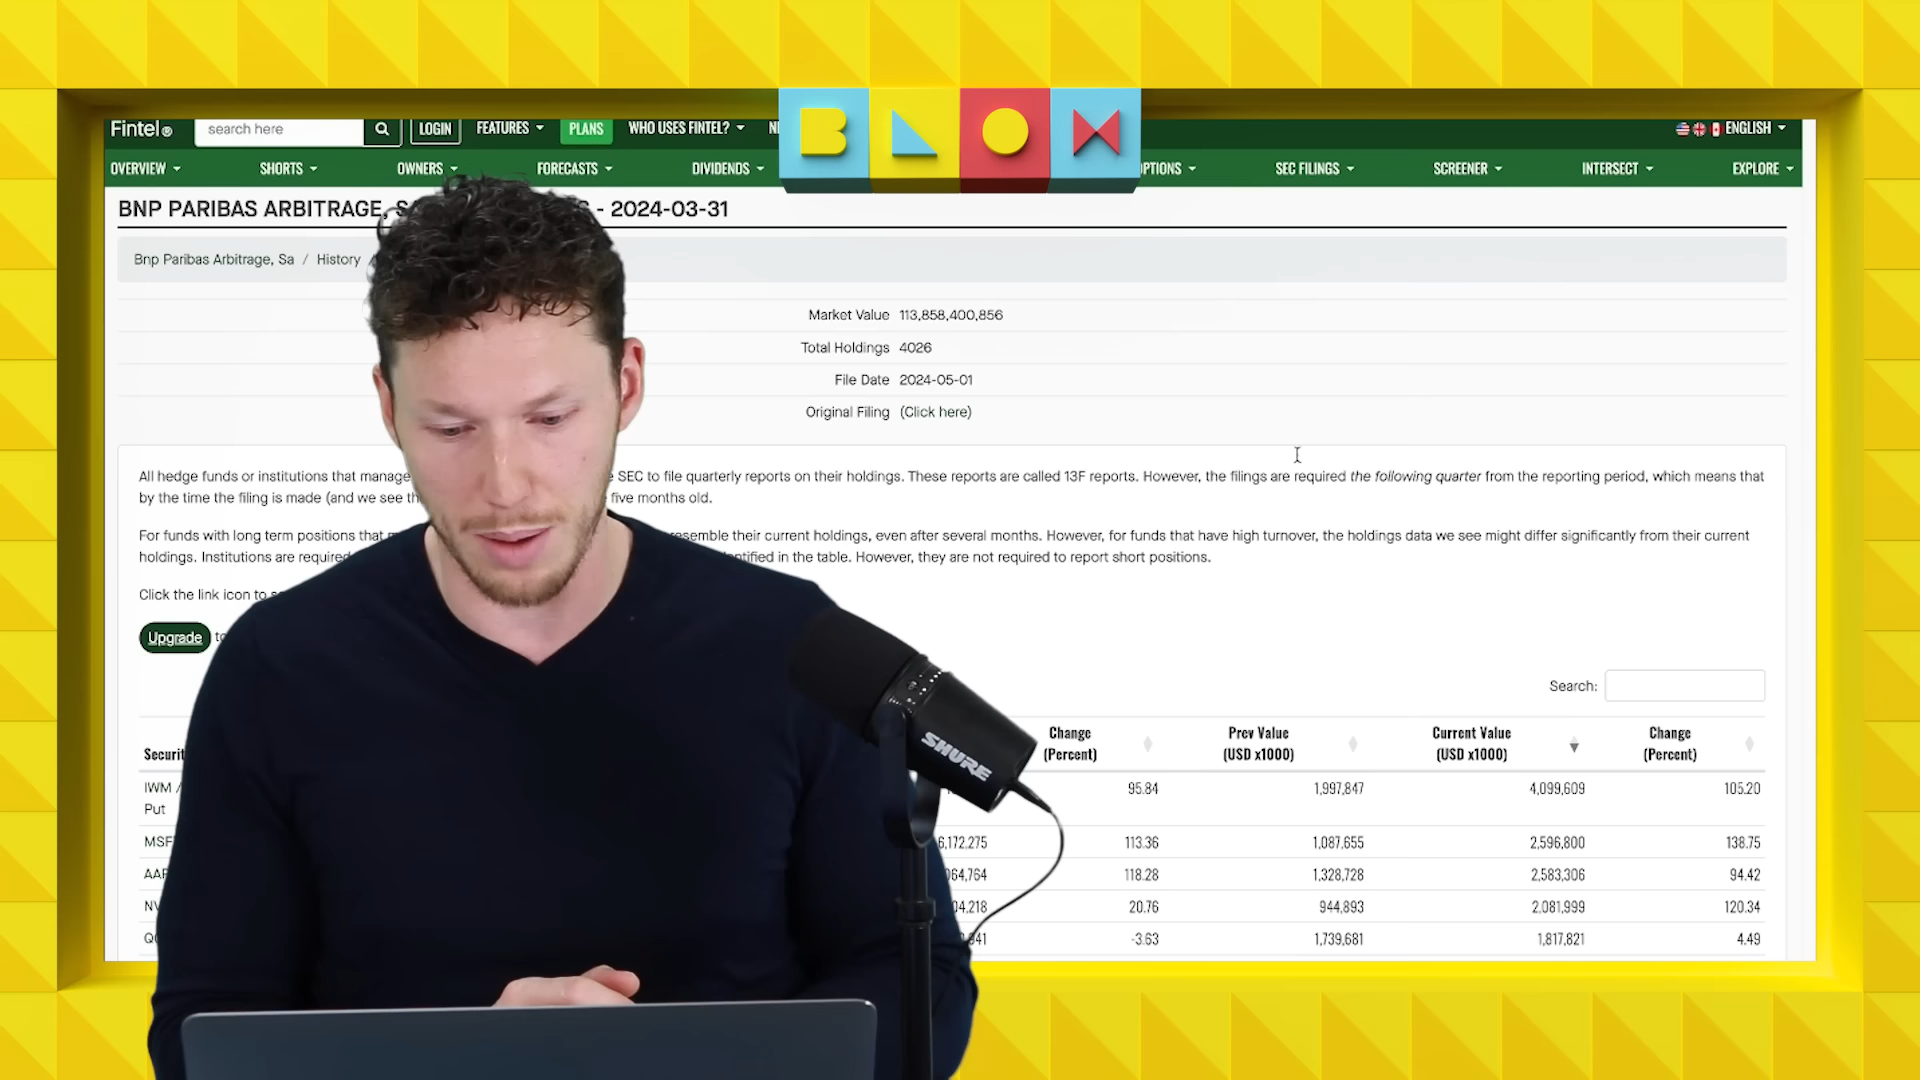 BLOX
Fintel®
search here
LOGIN
FEATURES
PLANS
WHO USES FINTEL?
ENGLISH
OVERVIEW
SHORTS
OWNERS
FORECASTS
DIVIDENDS
SEC FILINGS
SCREENER
INTERSECT
EXPLORE
BNP PARIBAS ARBITRAGE, - 2024-03-31
Bnp Paribas Arbitrage, Sa / History /
Market Value 113,858,400,856
Total Holdings 4026
File Date 2024-05-01
Original Filing (Click here)
All hedge funds or institutions that manage SEC to file quarterly reports on their holdings. These reports are called 13F reports. However, the filings are required the following quarter from the reporting period, which means that
by the time the filing is made (and we see five months old.
For funds with long term positions that resemble their current holdings, even after several months. However, for funds that have high turnover, the holdings data we see might differ significantly from their current
holdings. Institutions are required in the table. However, they are not required to report short positions.
Click the link icon to
Upgrade
Search:
Change (Percent) Prev Value (USD x1000) Current Value (USD x1000) Change (Percent)
IWM / Put 95.84 1,997,847 4,099,609 105.20
6,172,275 113.36 1,087,655 2,596,800 138.75
118.28 1,328,728 2,583,306 94.42
20.76 944,893 2,081,999 120.34
-3.63 1,739,681 1,817,821 4.49
SHURE